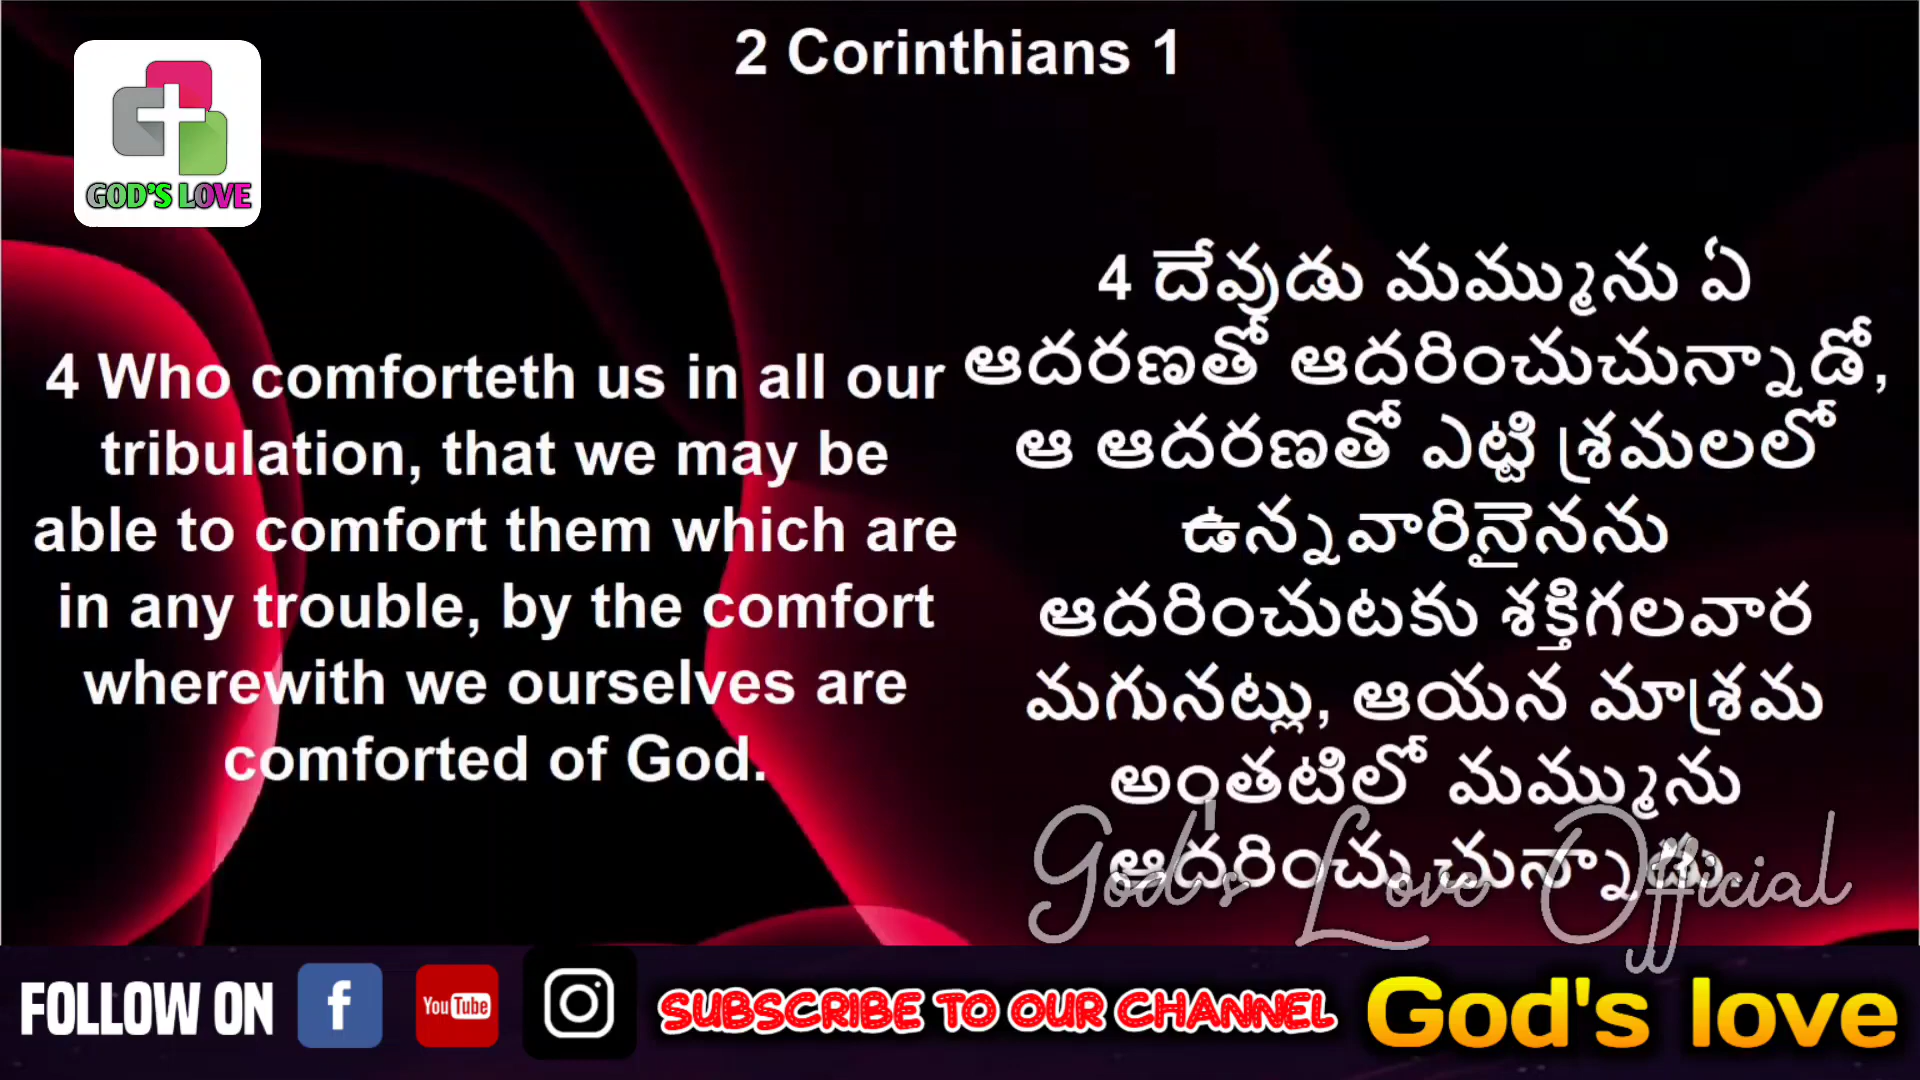 2 Corinthians 1
GOD'S LOVE
4 Who comforteth us in all our
tribulation, that we may be
able to comfort them which are
in any trouble, by the comfort
wherewith we ourselves are
comforted of God.
4 దేవుడు మమ్మును ఏ
ఆదరణతో ఆదరించుచున్నాడో,
ఆ ఆదరణతో ఎట్టి శ్రమలలో
ఉన్నవారినైనను
ఆదరించుటకు శక్తిగలవార
మగునట్లు, ఆయన మాశ్రమ
అంతటిలో మమ్మును
ఆదరించుచున్నాడు.
God's Love Official
FOLLOW ON
f
You Tube
SUBSCRIBE TO OUR CHANNEL
God's love